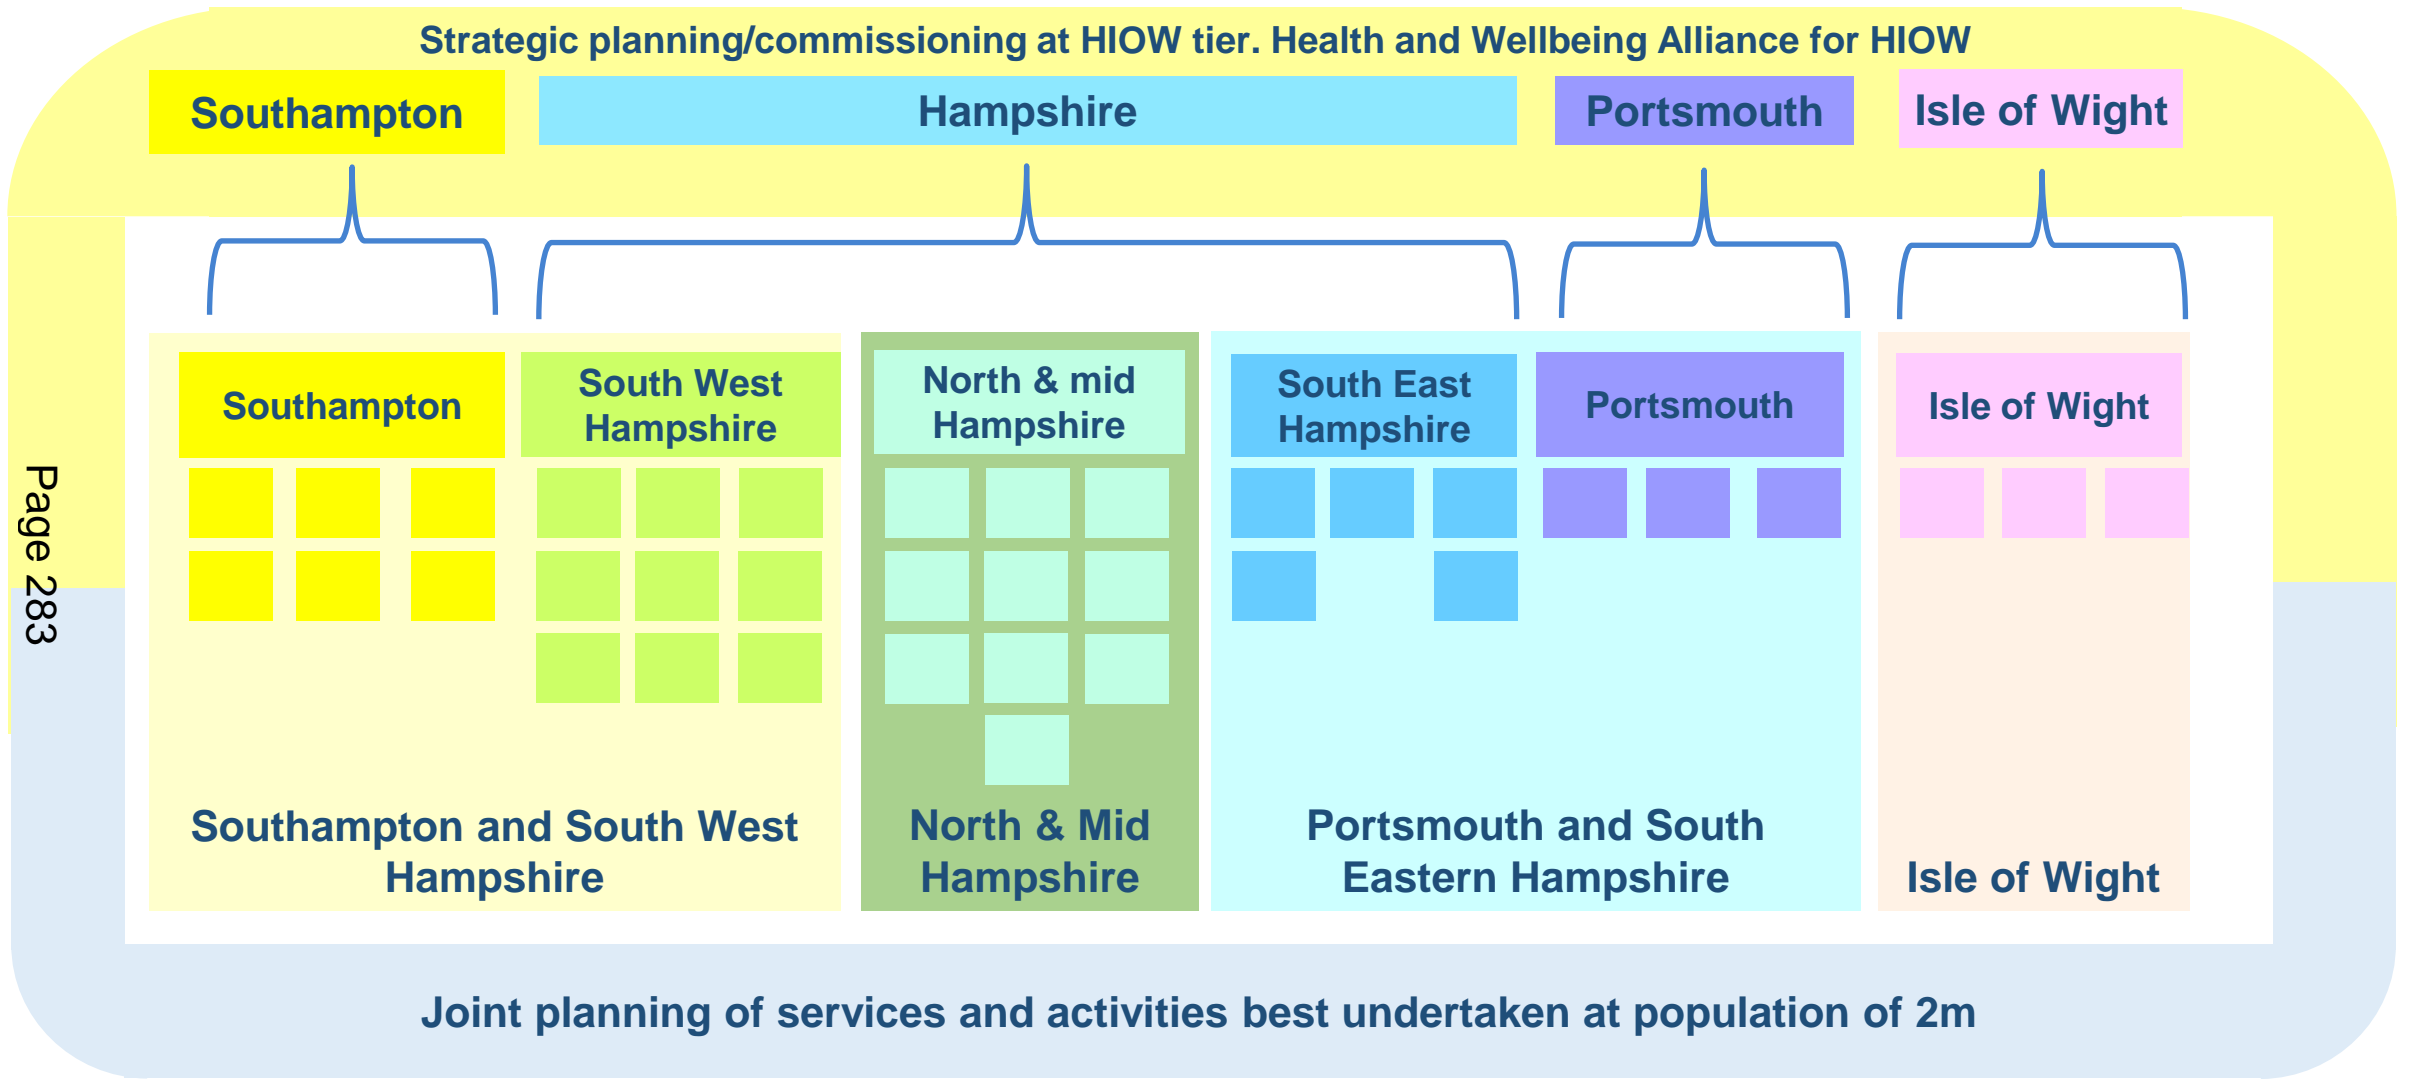 Strategic planning/commissioning at HIOW tier. Health and Wellbeing Alliance for HIOW
Southampton
Hampshire
Portsmouth
Isle of Wight
Southampton
South West
Hampshire
North & mid
Hampshire
South East
Hampshire
Portsmouth
Isle of Wight
Page 283
Southampton and South West
Hampshire
North & Mid
Hampshire
Portsmouth and South
Eastern Hampshire
Isle of Wight
Joint planning of services and activities best undertaken at population of 2m